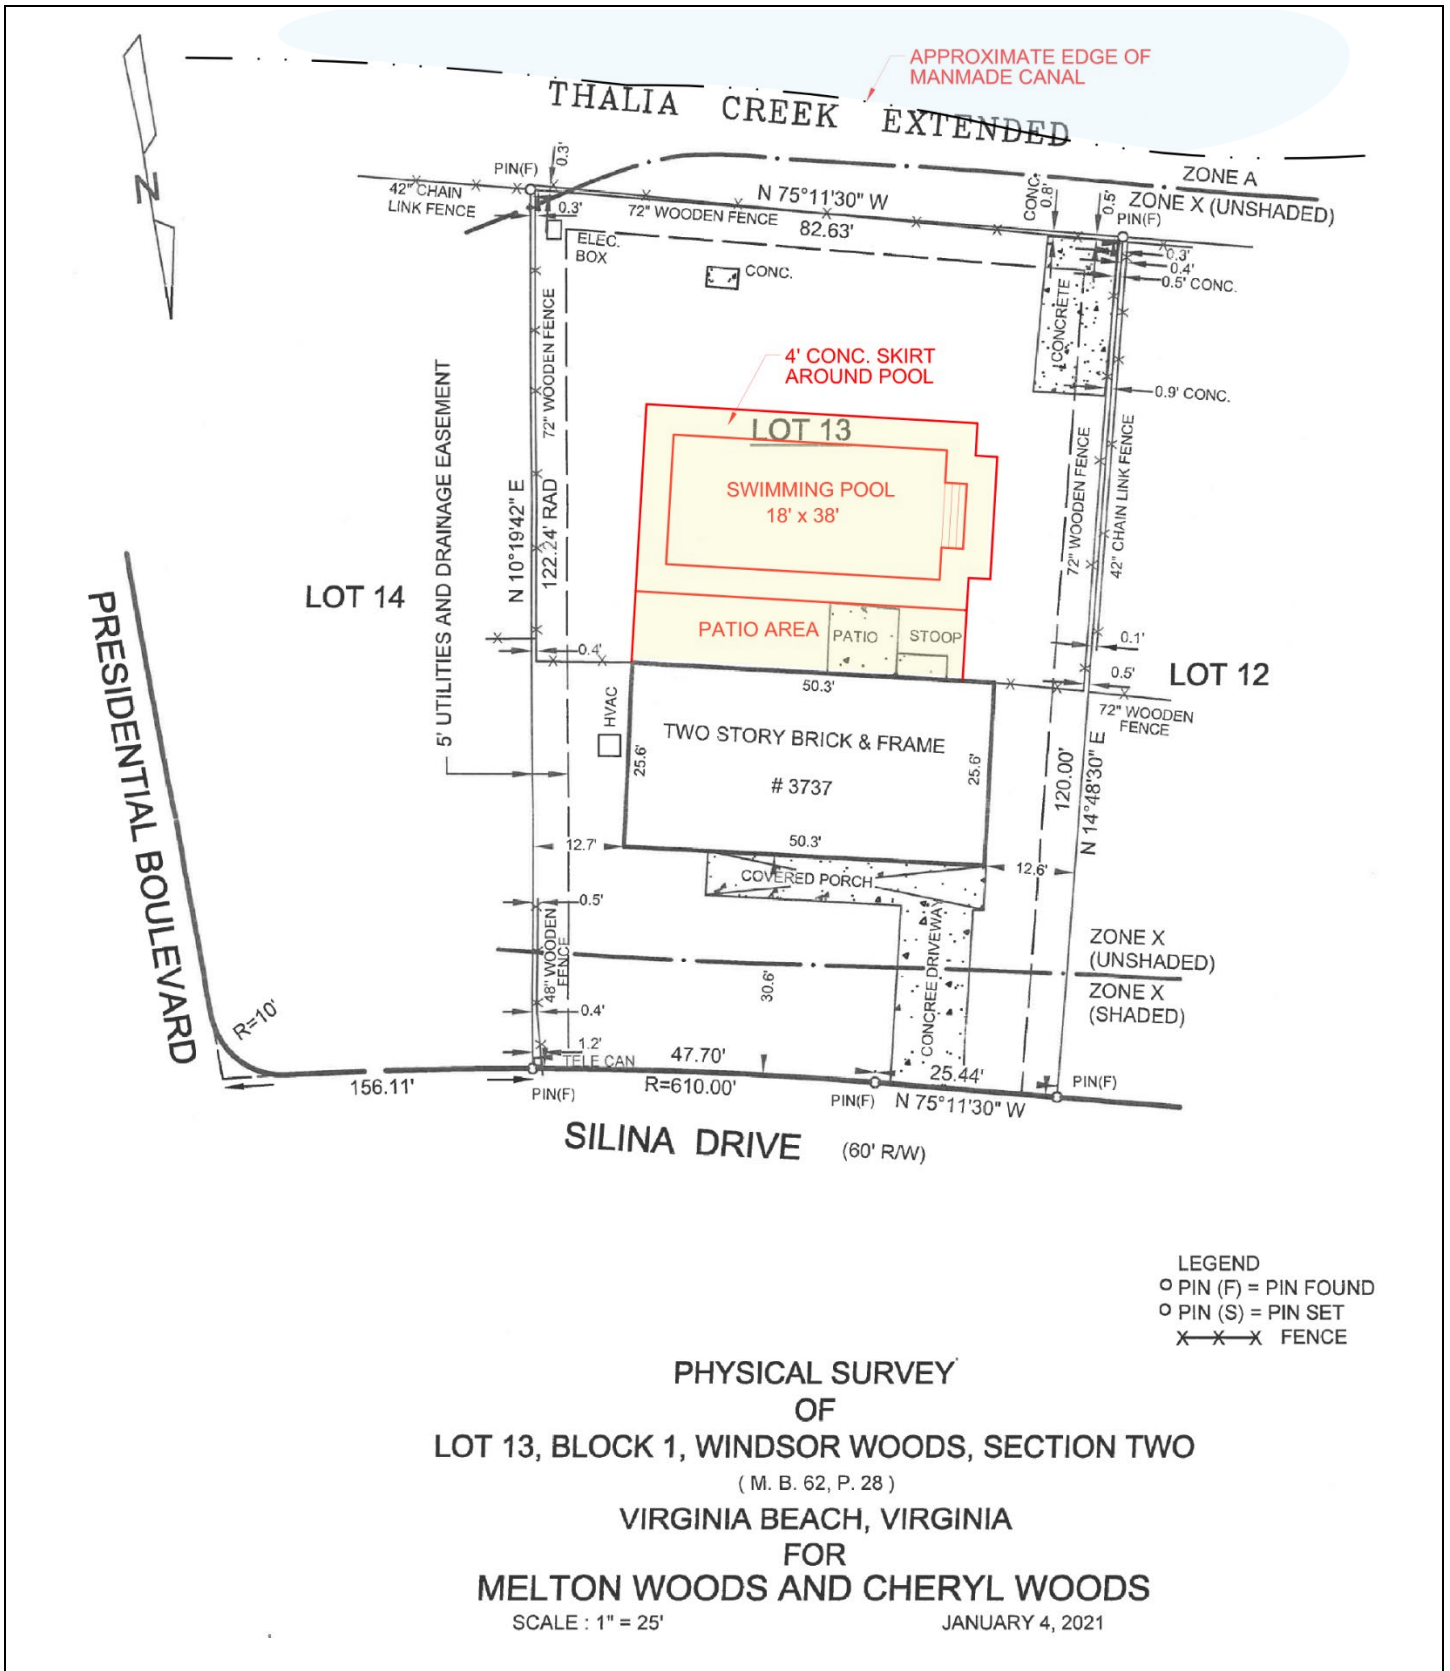 APPROXIMATE EDGE OF
MANMADE CANAL
THALIA CREEK EXTENDED
N
PIN(F)
0.3'
42" CHAIN
LINK FENCE
0.3'
72" WOODEN FENCE
N 75°11'30" W
82.63'
CONC.
0.8'
0.5'
ZONE A
ZONE X (UNSHADED)
PIN(F)
ELEC.
BOX
CONC.
0.3'
0.4'
0.5' CONC.
CONCRETE
0.9' CONC.
4' CONC. SKIRT
AROUND POOL
LOT 13
SWIMMING POOL
18' x 38'
72" WOODEN FENCE
N 10°19'42" E
122.24' RAD
5' UTILITIES AND DRAINAGE EASEMENT
LOT 14
PRESIDENTIAL BOULEVARD
72" WOODEN FENCE
42" CHAIN LINK FENCE
PATIO AREA
PATIO
STOOP
0.1'
0.4'
0.5'
LOT 12
72" WOODEN
FENCE
50.3'
HVAC
TWO STORY BRICK & FRAME
# 3737
25.6'
25.6'
120.00'
N 14°48'30" E
50.3'
12.7'
12.6'
COVERED PORCH
0.5'
48" WOODEN
FENCE
CONCREE DRIVEWAY
ZONE X
(UNSHADED)
ZONE X
(SHADED)
30.6'
0.4'
1.2'
TELE CAN
R=10'
156.11'
PIN(F)
47.70'
R=610.00'
25.44'
PIN(F)
N 75°11'30" W
PIN(F)
SILINA DRIVE (60' R/W)
LEGEND
PIN (F) = PIN FOUND
PIN (S) = PIN SET
X—X—X FENCE
PHYSICAL SURVEY
OF
LOT 13, BLOCK 1, WINDSOR WOODS, SECTION TWO
( M. B. 62, P. 28 )
VIRGINIA BEACH, VIRGINIA
FOR
MELTON WOODS AND CHERYL WOODS
SCALE : 1" = 25' JANUARY 4, 2021